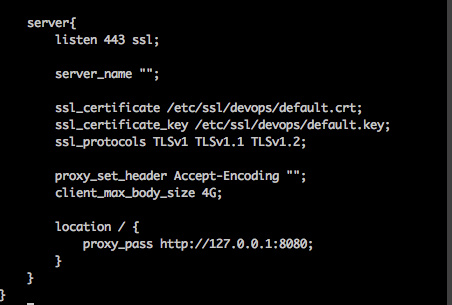 server{
listen 443 ssl;
server_name "";
ssl_certificate /etc/ssl/devops/default.crt;
ssl_certificate_key /etc/ssl/devops/default.key;
ssl_protocols TLSv1 TLSv1.1 TLSv1.2;
proxy_set_header Accept-Encoding "";
client_max_body_size 4G;
location / {
proxy_pass http://127.0.0.1:8080;
}
}
}